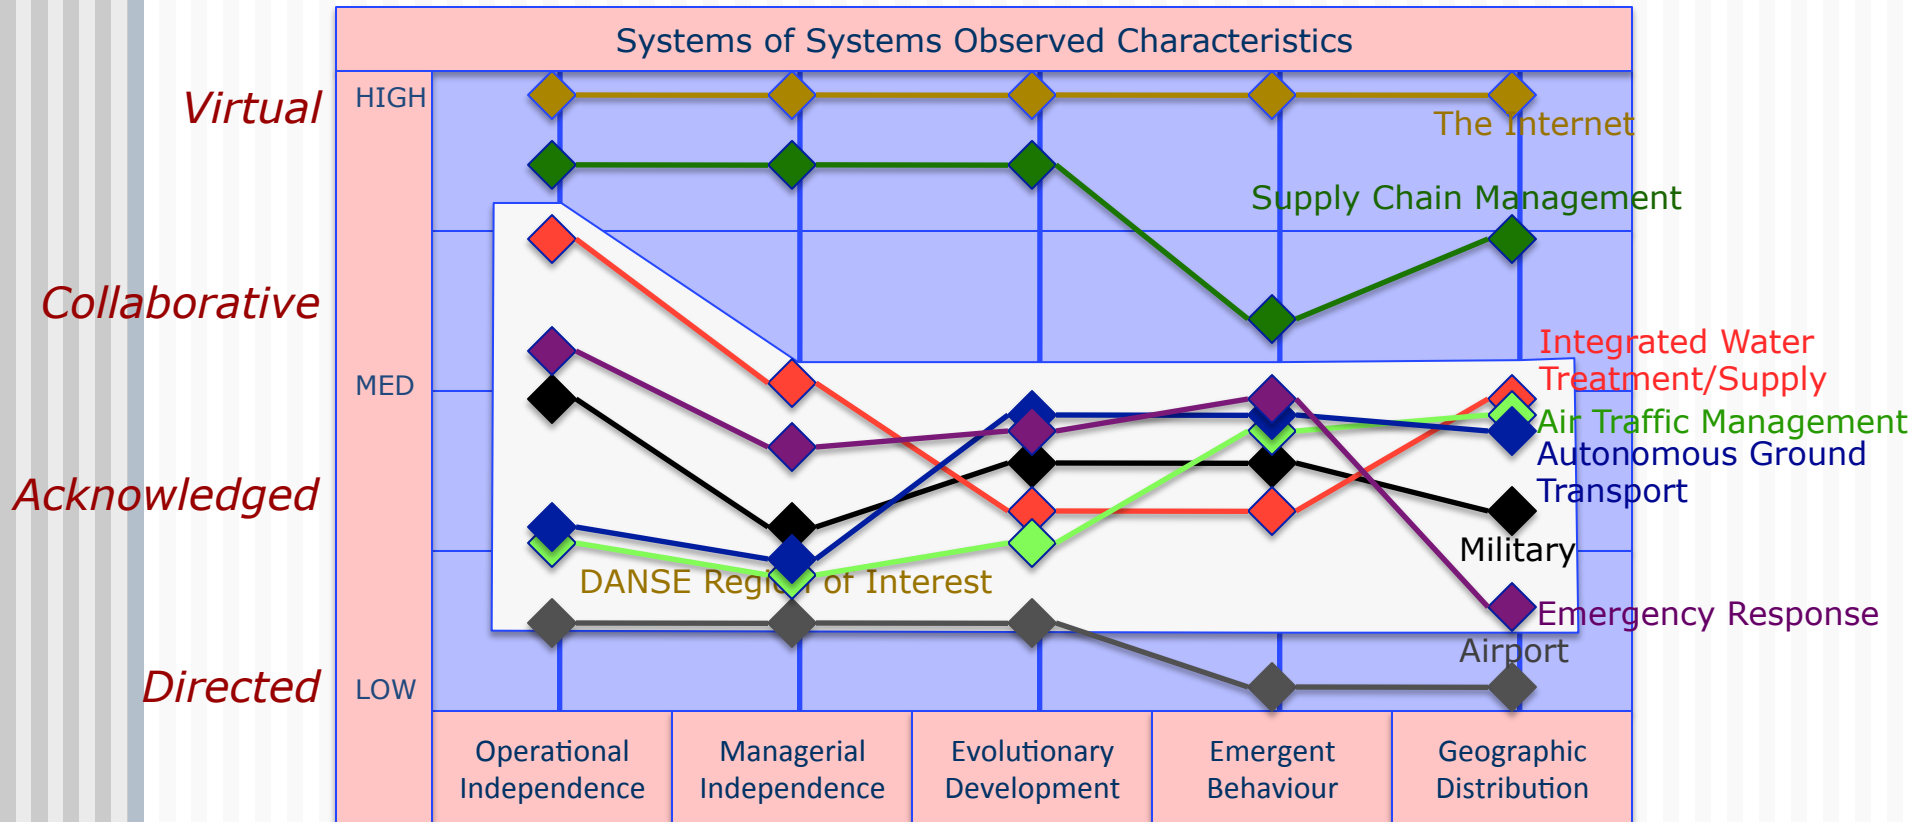 Systems of Systems Observed Characteristics
Virtual
HIGH
The Internet
Supply Chain Management
Collaborative
Integrated Water
Treatment/Supply
MED
Air Traffic Management
Autonomous Ground
Transport
Acknowledged
Military
DANSE Region of Interest
Emergency Response
Airport
Directed
LOW
Operational
Independence
Managerial
Independence
Evolutionary
Development
Emergent
Behaviour
Geographic
Distribution